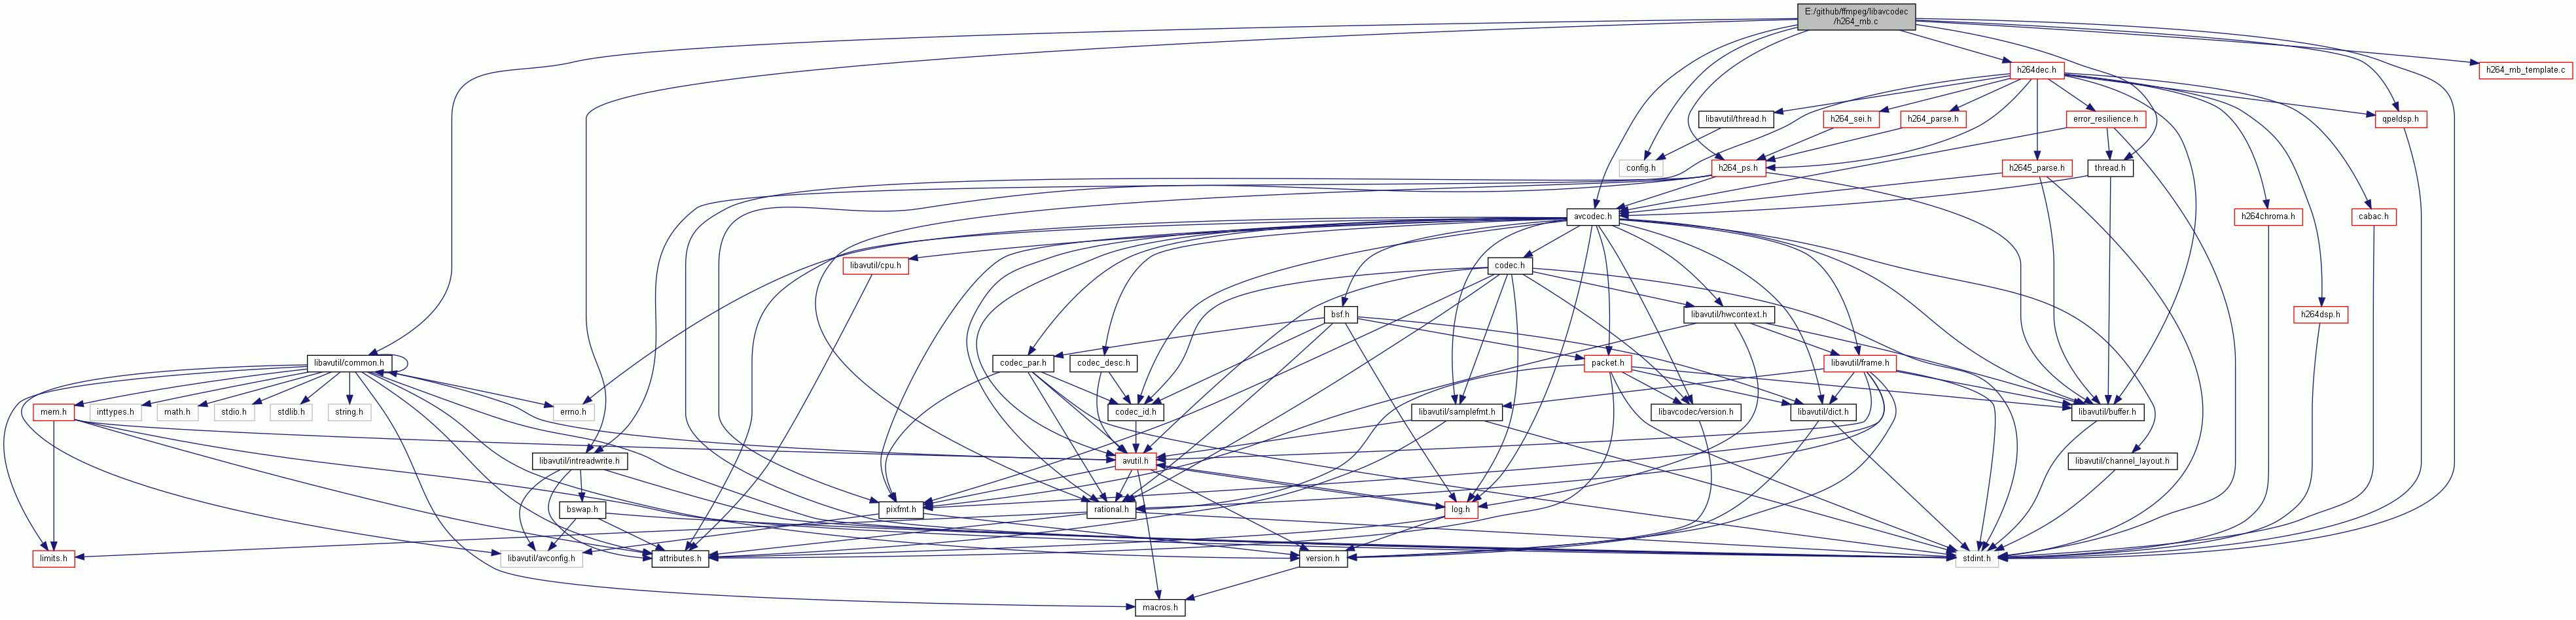 E:/github/ffmpeg/libavcodec
/h264_mb.c
h264dec.h
h264_mb_template.c
libavutil/thread.h
h264_sei.h
h264_parse.h
error_resilience.h
qpeldsp.h
config.h
h264_ps.h
h2645_parse.h
thread.h
avcodec.h
h264chroma.h
cabac.h
libavutil/cpu.h
codec.h
bsf.h
libavutil/hwcontext.h
h264dsp.h
libavutil/common.h
codec_par.h
codec_desc.h
packet.h
libavutil/frame.h
mem.h
inttypes.h
math.h
stdio.h
stdlib.h
string.h
errno.h
codec_id.h
libavutil/samplefmt.h
libavcodec/version.h
libavutil/dict.h
libavutil/buffer.h
libavutil/intreadwrite.h
avutil.h
libavutil/channel_layout.h
bswap.h
pixfmt.h
rational.h
log.h
limits.h
libavutil/avconfig.h
attributes.h
version.h
stdint.h
macros.h